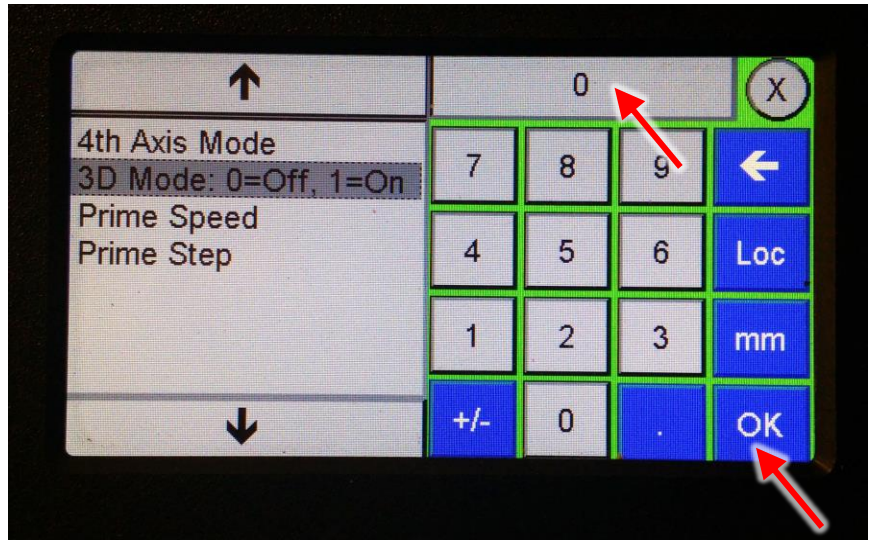 0 X
4th Axis Mode
3D Mode: 0=Off, 1=On
Prime Speed
Prime Step
7 8 9
4 5 6 Loc
1 2 3 mm
+/- 0 . OK